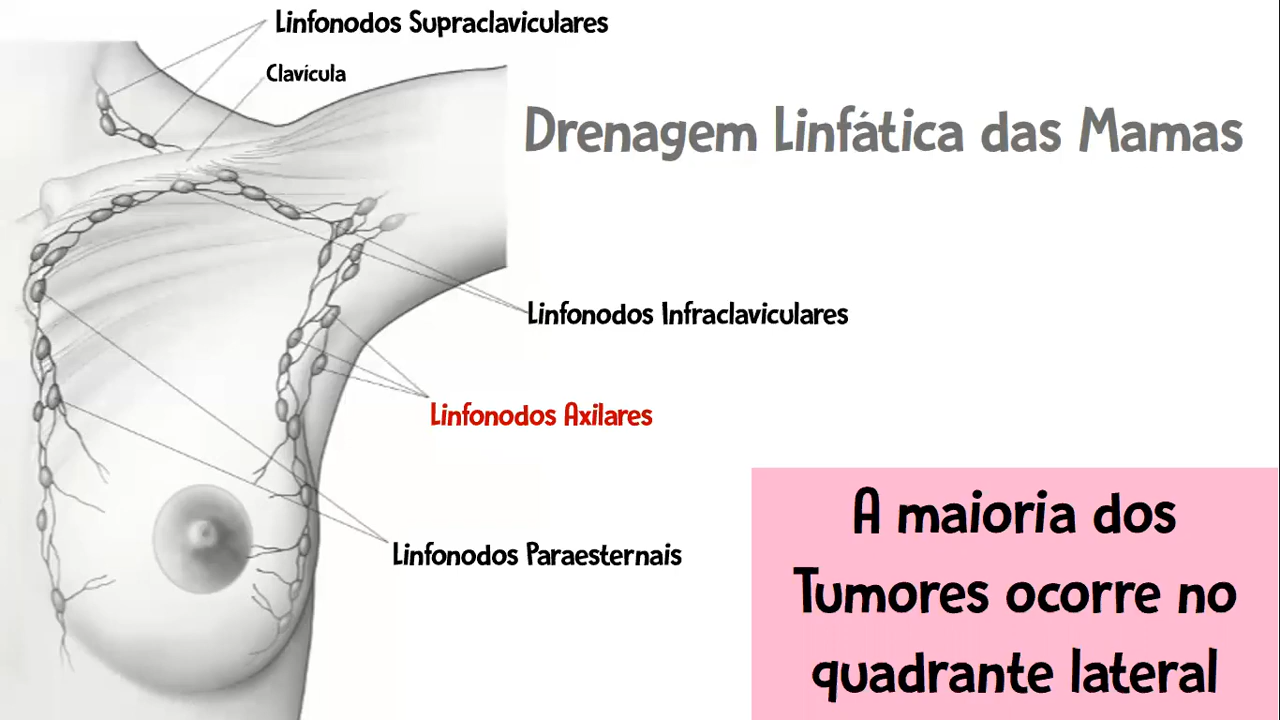 Linfonodos Supraclaviculares
Clavícula
Drenagem Linfática das Mamas
Linfonodos Infraclaviculares
Linfonodos Axilares
Linfonodos Paraesternais
A maioria dos
Tumores ocorre no
quadrante lateral